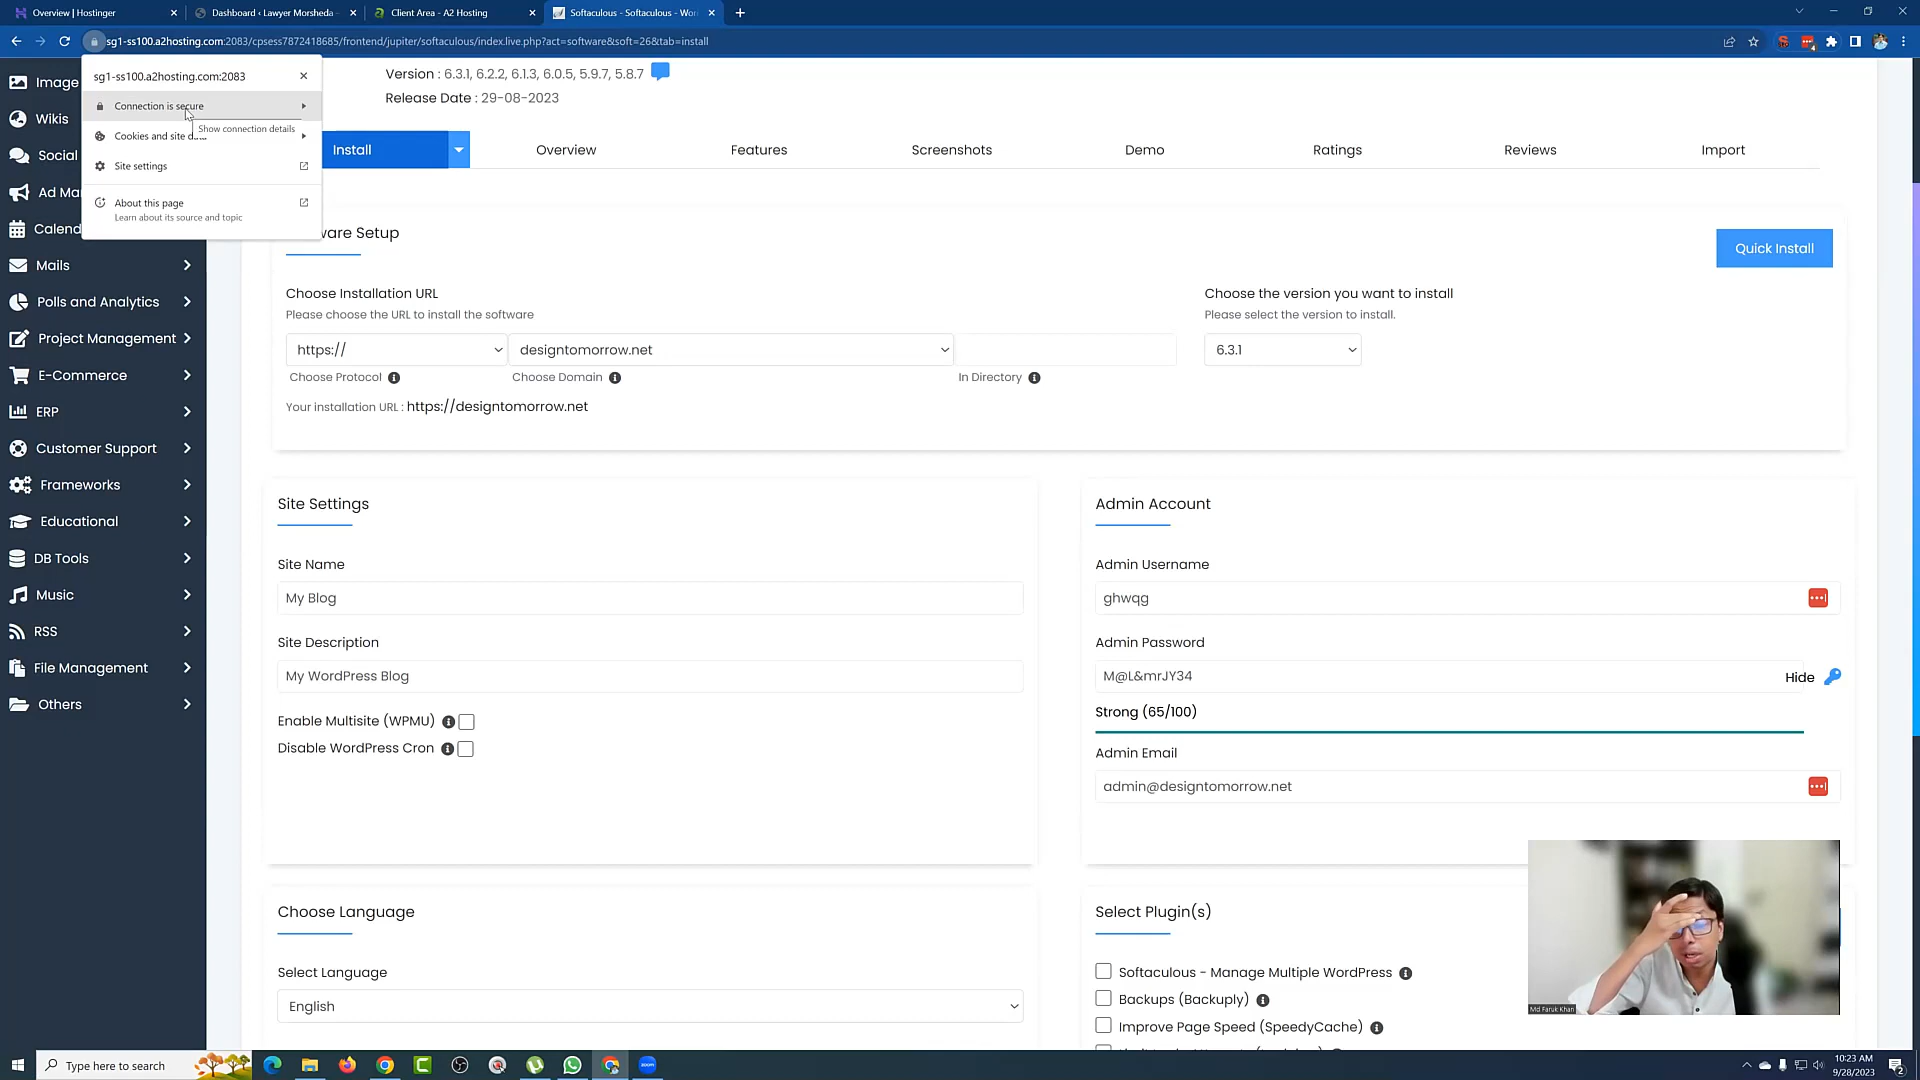 Overview | Hostinger
Dashboard ‹ Lawyer Morsheda
Client Area - A2 Hosting
Softaculous - Softaculous - Wor
sg1-ss100.a2hosting.com:2083/cpsess7872418685/frontend/jupiter/softaculous/index.live.php?act=software&soft=26&tab=install
sg1-ss100.a2hosting.com:2083
Connection is secure
Show connection details
Cookies and site data
Site settings
About this page
Learn about its source and topic
Image
Wikis
Social
Ad Ma
Calend
Mails
Polls and Analytics
Project Management
E-Commerce
ERP
Customer Support
Frameworks
Educational
DB Tools
Music
RSS
File Management
Others
Version : 6.3.1, 6.2.2, 6.1.3, 6.0.5, 5.9.7, 5.8.7
Release Date : 29-08-2023
Install
Overview
Features
Screenshots
Demo
Ratings
Reviews
Import
ware Setup
Quick Install
Choose Installation URL
Please choose the URL to install the software
https://
designtomorrow.net
Choose Protocol
Choose Domain
In Directory
Your installation URL : https://designtomorrow.net
Choose the version you want to install
Please select the version to install.
6.3.1
Site Settings
Site Name
My Blog
Site Description
My WordPress Blog
Enable Multisite (WPMU)
Disable WordPress Cron
Admin Account
Admin Username
ghwqg
Admin Password
M@L&mrJY34
Hide
Strong (65/100)
Admin Email
admin@designtomorrow.net
Choose Language
Select Language
English
Select Plugin(s)
Softaculous - Manage Multiple WordPress
Backups (Backuply)
Improve Page Speed (SpeedyCache)
Md Faruk Khan
Type here to search
zoom
10:23 AM
9/28/2023
2